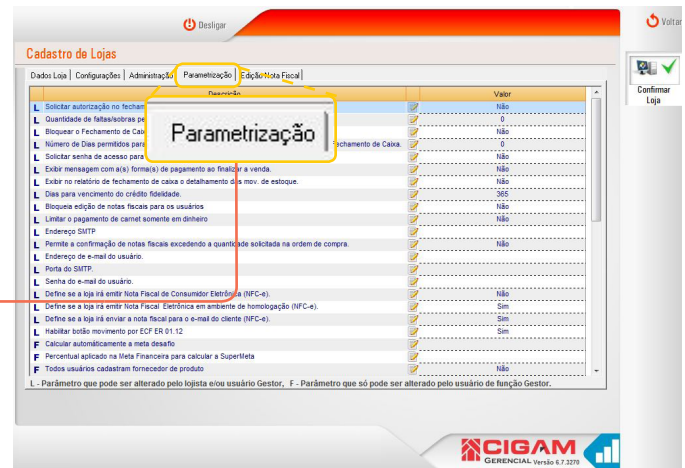 Desligar
Voltar
Cadastro de Lojas
Dados Loja | Configurações | Administração | Parametrização | Edição Nota Fiscal |
Confirmar
Loja
Descrição Valor
L Solicitar autorização no fecham Não
L Quantidade de faltas/sobras pe 0
L Bloquear o Fechamento de Caix Não
L Número de Dias permitidos para echamento de Caixa. 0
L Solicitar senha de acesso para Não
Parametrização
L Exibir mensagem com a(s) forma(s) de pagamento ao finalizar a venda. Não
L Exibir no relatório de fechamento de caixa o detalhamento das mov. de estoque. Não
L Dias para vencimento do crédito fidelidade. 365
L Bloqueia edição de notas fiscais para os usuários Não
L Limitar o pagamento de carnet somente em dinheiro Não
L Endereço SMTP
L Permite a confirmação de notas fiscais excedendo a quantidade solicitada na ordem de compra. Não
L Endereço de e-mail do usuário.
L Porta do SMTP.
L Senha do e-mail do usuário.
L Define se a loja irá emitir Nota Fiscal de Consumidor Eletrônica (NFC-e). Não
L Define se a loja irá emitir Nota Fiscal Eletrônica em ambiente de homologação (NFC-e). Sim
L Define se a loja irá enviar a nota fiscal para o e-mail do cliente (NFC-e). Sim
L Habilitar botão movimento por ECF ER 01.12 Sim
F Calcular automáticamente a meta desafio
F Percentual aplicado na Meta Financeira para calcular a SuperMeta
F Todos usuários cadastram fornecedor de produto Não
L - Parâmetro que pode ser alterado pelo lojista e/ou usuário Gestor, F - Parâmetro que só pode ser alterado pelo usuário de função Gestor.
CIGAM
GERENCIAL Versão 6.7.3270